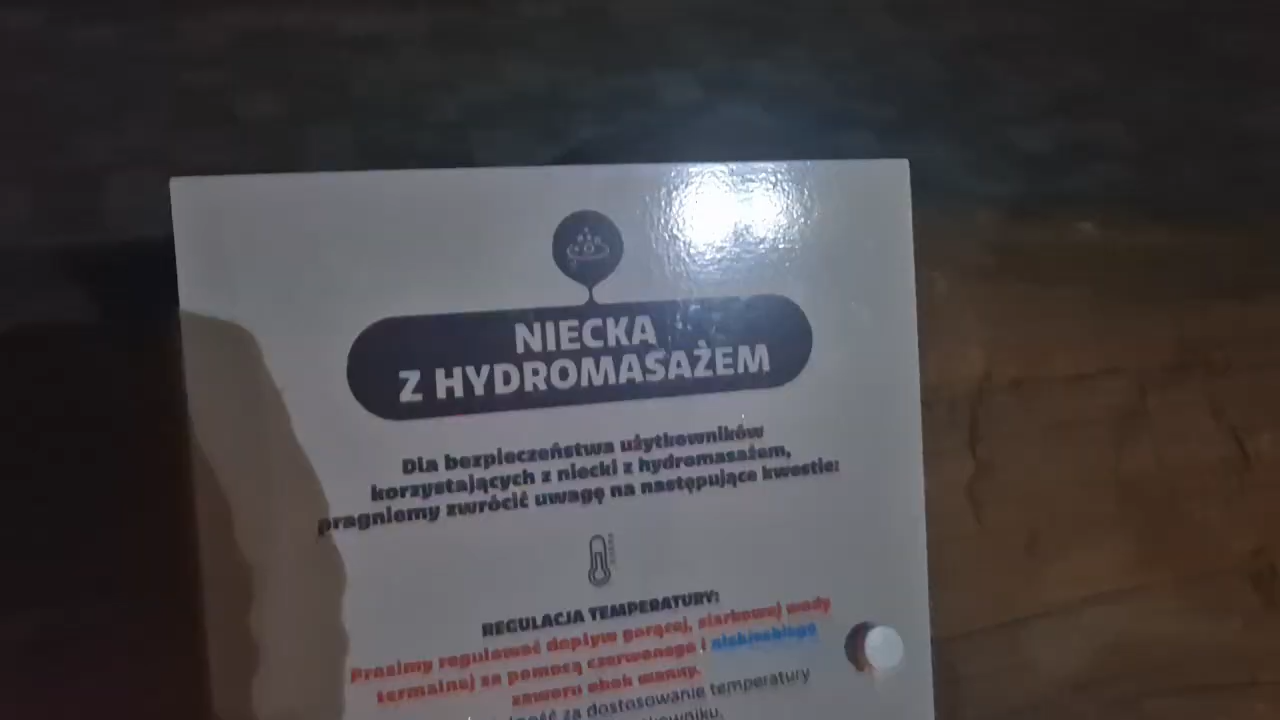 NIECKA
Z HYDROMASAŻEM
Dla bezpieczeństwa użytkowników
korzystających z niecki z hydromasażem,
pragniemy zwrócić uwagę na następujące kwestie:
REGULACJA TEMPERATURY:
Prosimy regulować dopływ gorącej, siarkowej wody
termalnej za pomocą czerwonego i niebieskiego
zaworu obok wanny.
za dostosowanie temperatury